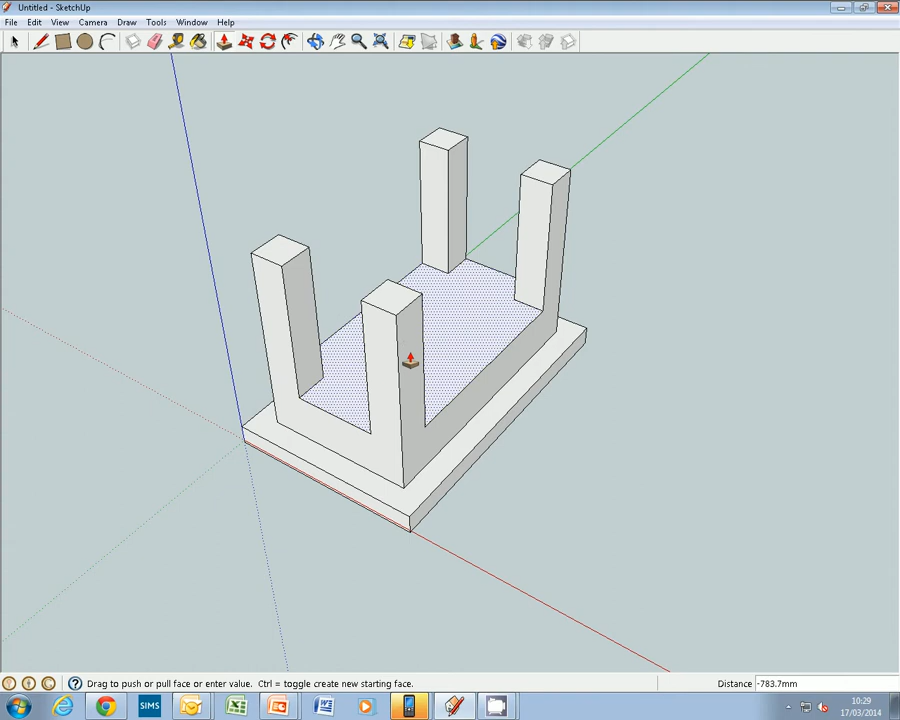 Untitled - SketchUp
File Edit View Camera Draw Tools Window Help
Drag to push or pull face or enter value. Ctrl = toggle create new starting face. Distance -783.7mm
SIMS
10:29
17/03/2014